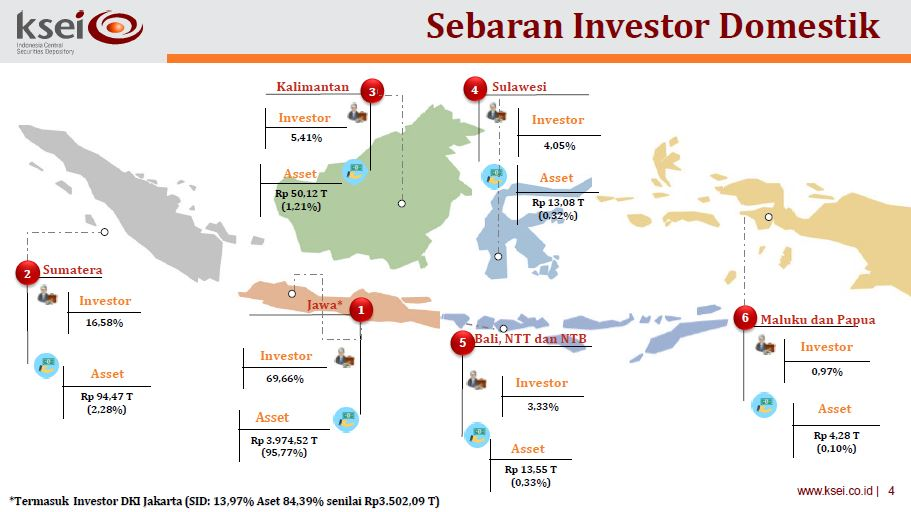 ksei
Indonesia Central
Securities Depository
Sebaran Investor Domestik
Kalimantan
3
Investor
5,41%
Asset
Rp 50,12 T
(1,21%)
4
Sulawesi
Investor
4,05%
Asset
Rp 13,08 T
(0,32%)
2
Sumatera
Investor
16,58%
Asset
Rp 94,47 T
(2,28%)
Jawa*
1
Investor
69,66%
Asset
Rp 3.974,52 T
(95,77%)
5
Bali, NTT dan NTB
Investor
3,33%
Asset
Rp 13,55 T
(0,33%)
6
Maluku dan Papua
Investor
0,97%
Asset
Rp 4,28 T
(0,10%)
*Termasuk Investor DKI Jakarta (SID: 13,97% Aset 84,39% senilai Rp3.502,09 T)
www.ksei.co.id | 4